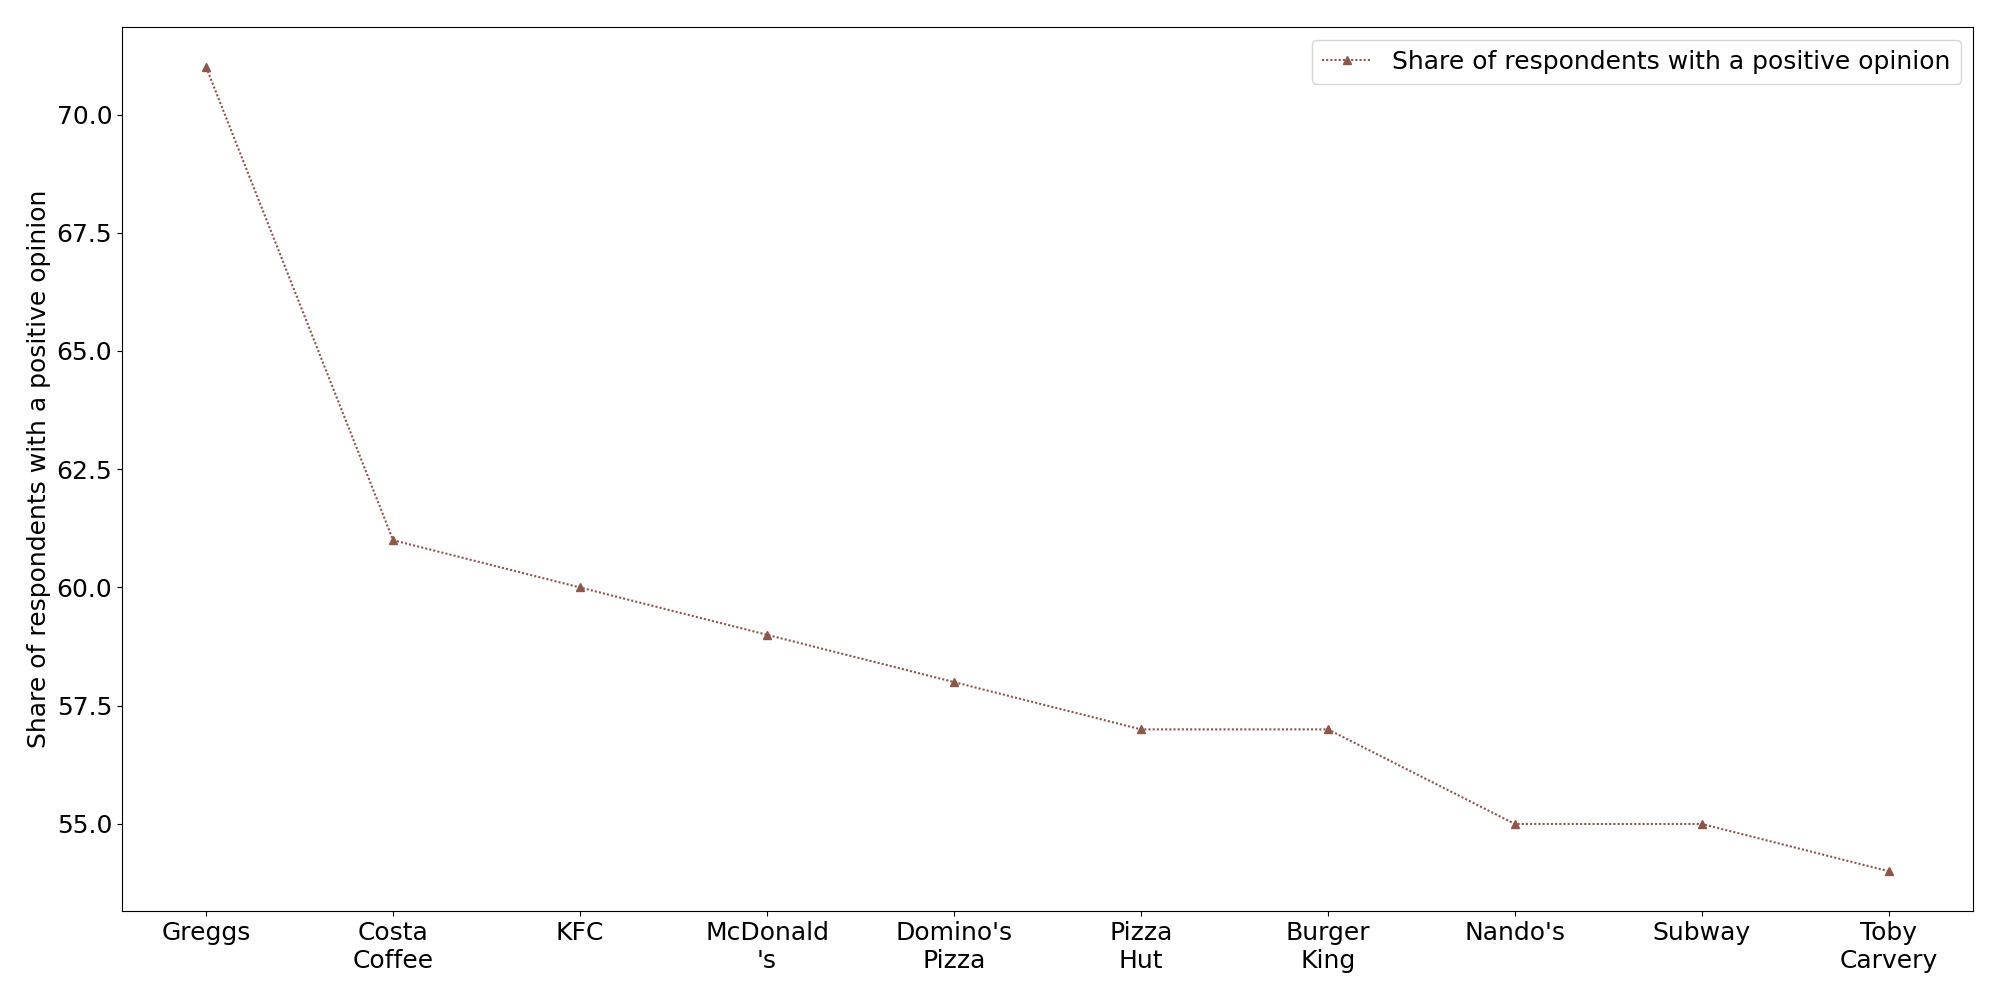 Share of respondents with a positive opinion
Share of respondents with a positive opinion
70.0
67.5
65.0
62.5
60.0
57.5
55.0
Greggs
Costa
Coffee
KFC
McDonald
's
Domino's
Pizza
Pizza
Hut
Burger
King
Nando's
Subway
Toby
Carvery